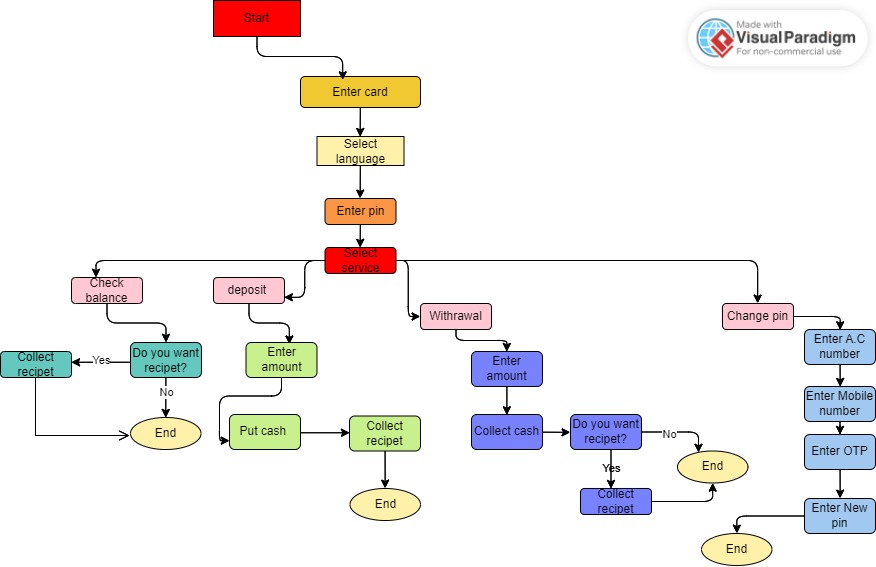 Start
Made with
Visual Paradigm
For non-commercial use
Enter card
Select
language
Enter pin
Select
service
Check
balance
deposit
Withrawal
Change pin
Do you want
recipet?
Yes
Collect
recipet
No
End
Enter
amount
Put cash
Collect
recipet
End
Enter
amount
Collect cash
Do you want
recipet?
No
Yes
Collect
recipet
End
Enter A.C
number
Enter Mobile
number
Enter OTP
Enter New
pin
End